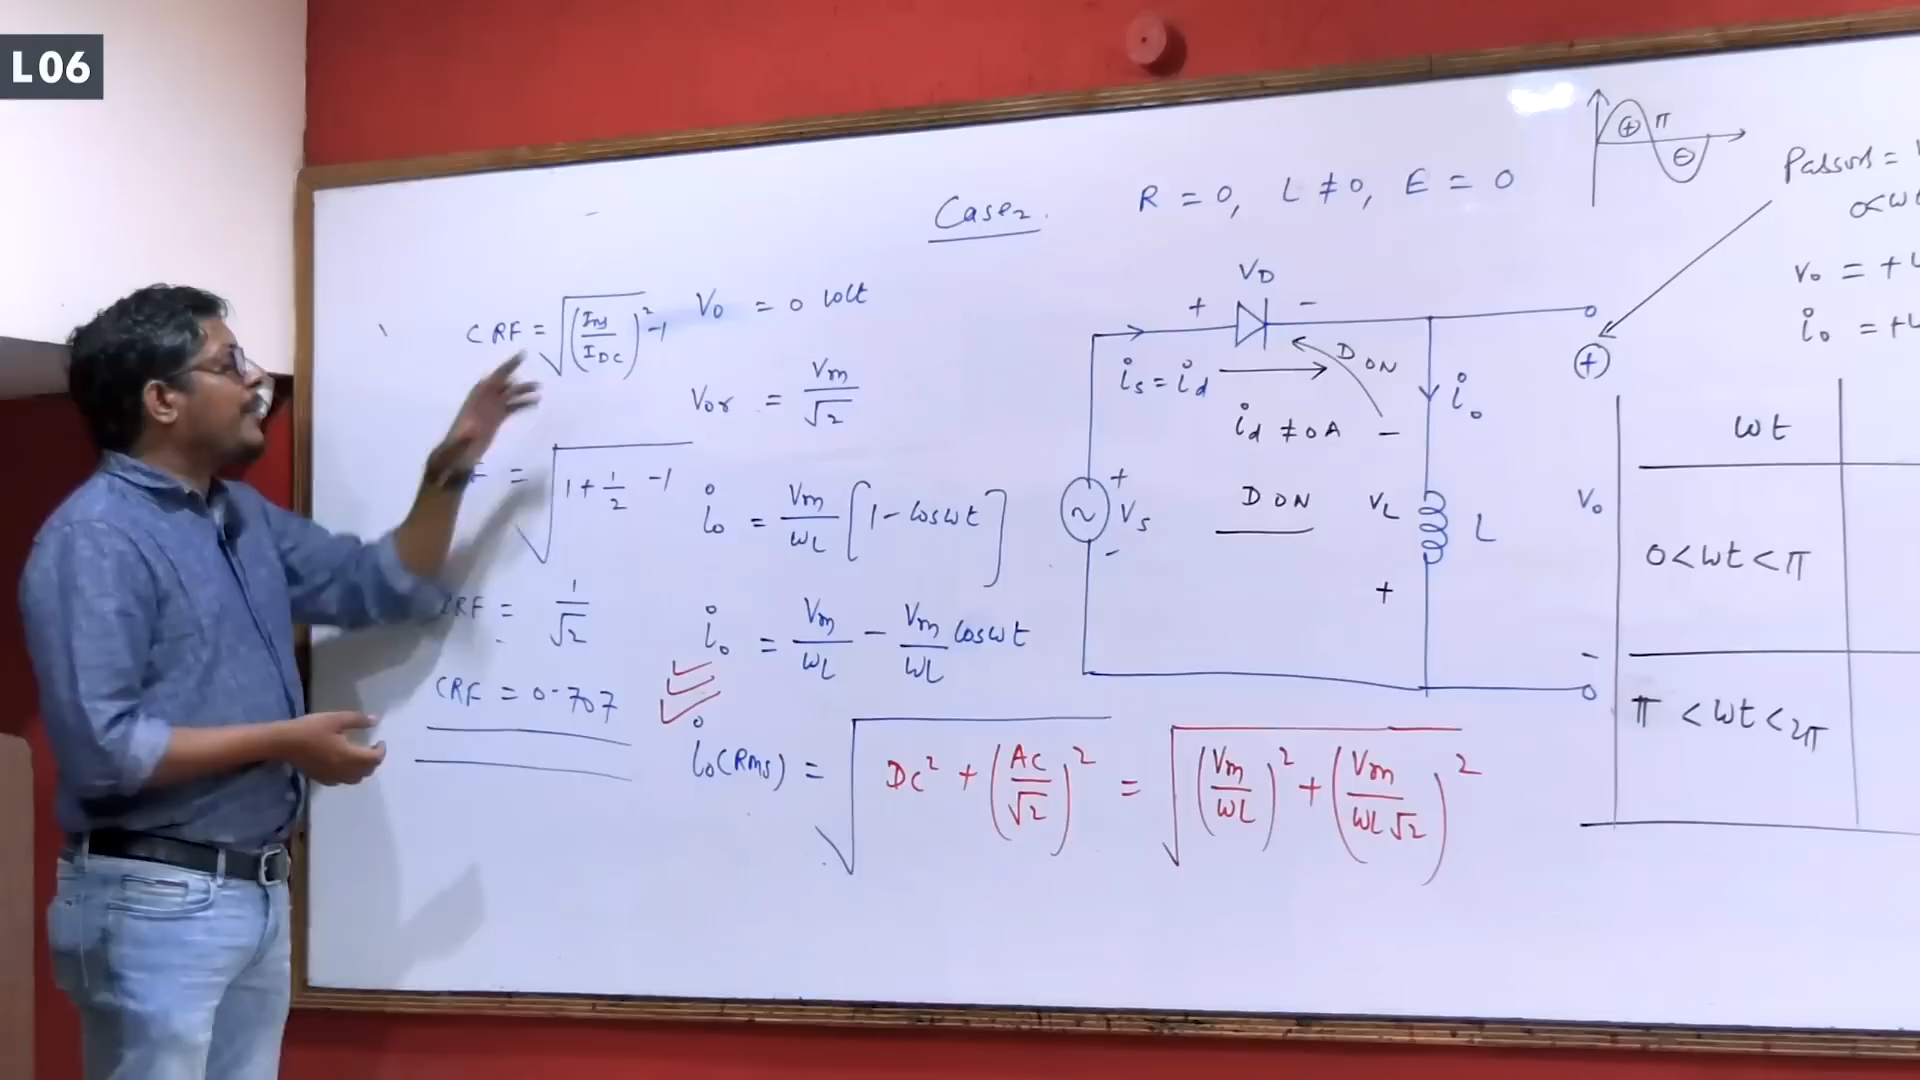 L06
Case2.
R = 0, L ≠ 0, E = 0
CRF = √((Irms/IDC)² - 1)
V0 = 0 volt
Vor = Vm/√2
= √(1 + 1/2 - 1)
i0 = Vm/ωL [1 - cosωt]
CRF = 1/√2
i0 = Vm/ωL - Vm/ωL cosωt
CRF = 0.707
i0(Rms) = √(DC² + (AC/√2)²) = √((Vm/ωL)² + (Vm/ωL√2)²)
VD
+ -
is = id
D ON
id ≠ 0A
i0
-
D ON
+
Vs
-
VL
L
+
+
V0
-
+ π
-
V0 = +
i0 = +
ωt
0<ωt<π
π<ωt<2π